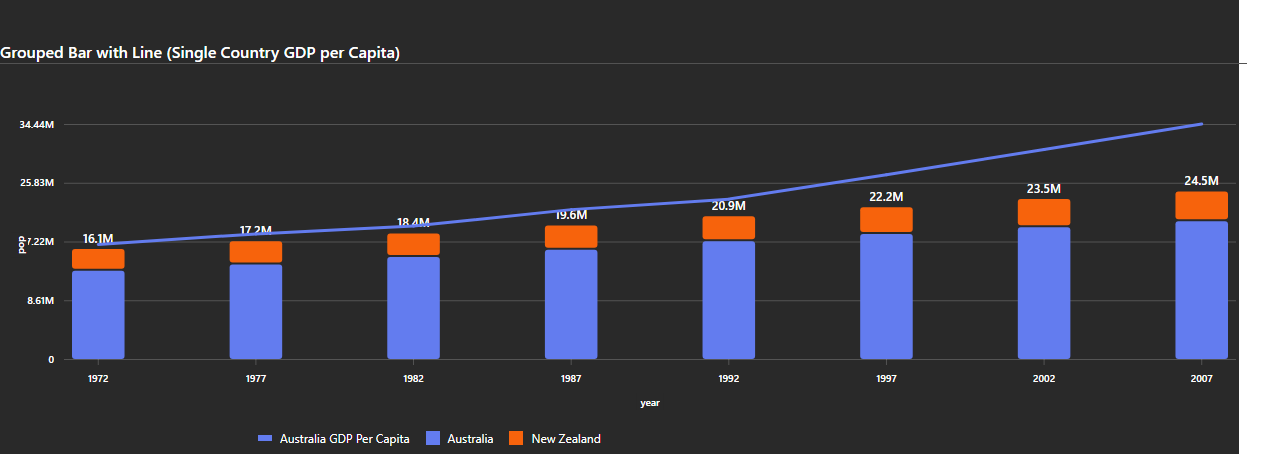 Grouped Bar with Line (Single Country GDP per Capita)
34.44M
25.83M
7.22M
8.61M
0
pop
16.1M
17.2M
18.4M
19.6M
20.9M
22.2M
23.5M
24.5M
1972 1977 1982 1987 1992 1997 2002 2007
year
Australia GDP Per Capita Australia New Zealand